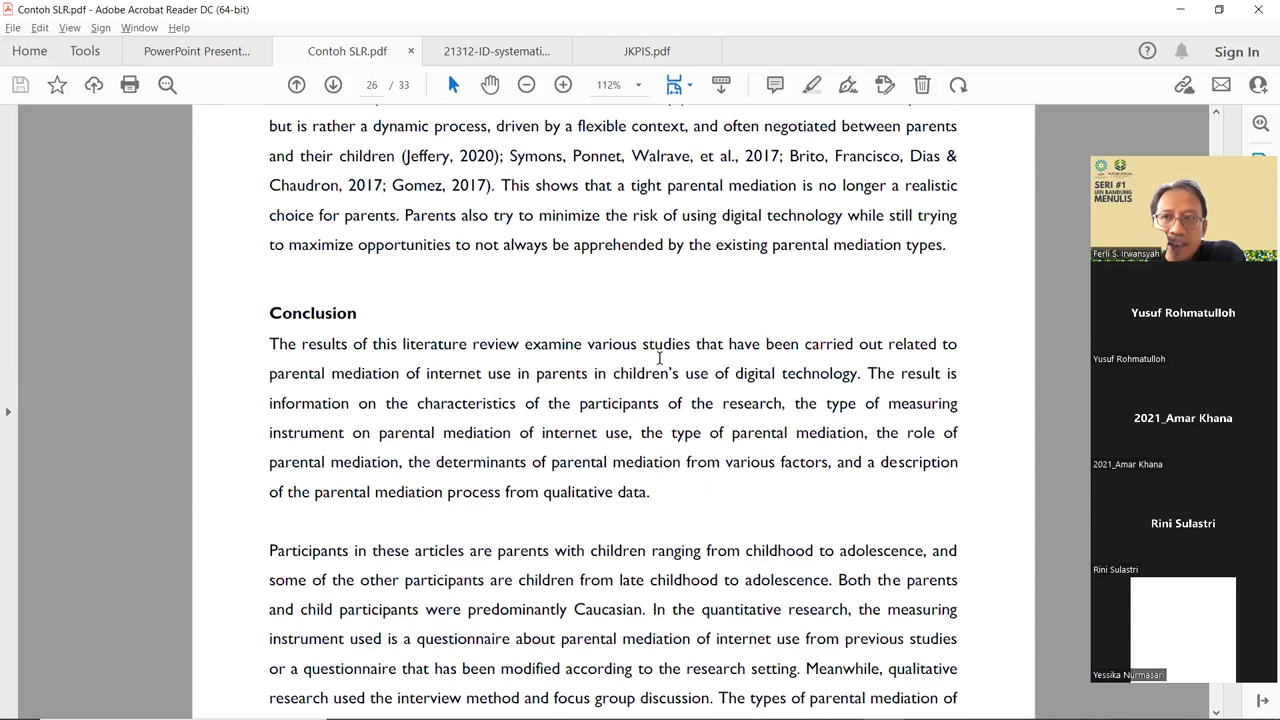 Contoh SLR.pdf - Adobe Acrobat Reader DC (64-bit)
File Edit View Sign Window Help
Home Tools PowerPoint Present... Contoh SLR.pdf × 21312-ID-systemati... JKPIS.pdf Sign In
26 / 33 112%
but is rather a dynamic process, driven by a flexible context, and often negotiated between parents
and their children (Jeffery, 2020); Symons, Ponnet, Walrave, et al., 2017; Brito, Francisco, Dias &
Chaudron, 2017; Gomez, 2017). This shows that a tight parental mediation is no longer a realistic
choice for parents. Parents also try to minimize the risk of using digital technology while still trying
to maximize opportunities to not always be apprehended by the existing parental mediation types.
Conclusion
The results of this literature review examine various studies that have been carried out related to
parental mediation of internet use in parents in children's use of digital technology. The result is
information on the characteristics of the participants of the research, the type of measuring
instrument on parental mediation of internet use, the type of parental mediation, the role of
parental mediation, the determinants of parental mediation from various factors, and a description
of the parental mediation process from qualitative data.
Participants in these articles are parents with children ranging from childhood to adolescence, and
some of the other participants are children from late childhood to adolescence. Both the parents
and child participants were predominantly Caucasian. In the quantitative research, the measuring
instrument used is a questionnaire about parental mediation of internet use from previous studies
or a questionnaire that has been modified according to the research setting. Meanwhile, qualitative
research used the interview method and focus group discussion. The types of parental mediation of
SERI #1
UIN BANDUNG
MENULIS
Ferli S. Irwansyah
Yusuf Rohmatulloh
Yusuf Rohmatulloh
2021_Amar Khana
2021_Amar Khana
Rini Sulastri
Rini Sulastri
Yessika Nurmasari